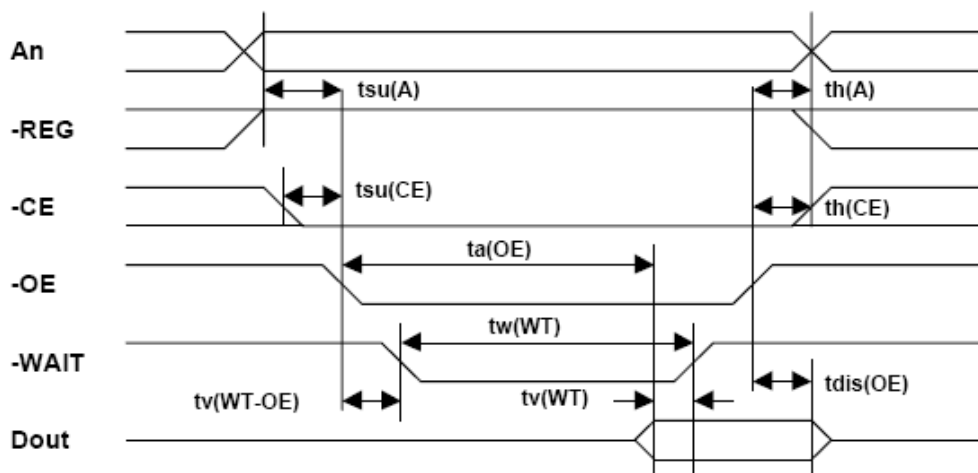 An
tsu(A) th(A)
-REG
tsu(CE)
-CE th(CE)
ta(OE)
-OE
tw(WT)
-WAIT
tv(WT-OE) tv(WT) tdis(OE)
Dout